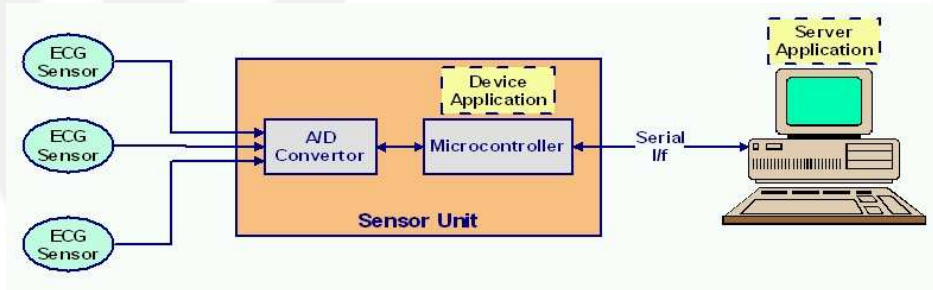 ECG
Sensor
ECG
Sensor
ECG
Sensor
A/D
Convertor
Device
Application
Microcontroller
Sensor Unit
Serial
I/f
Server
Application